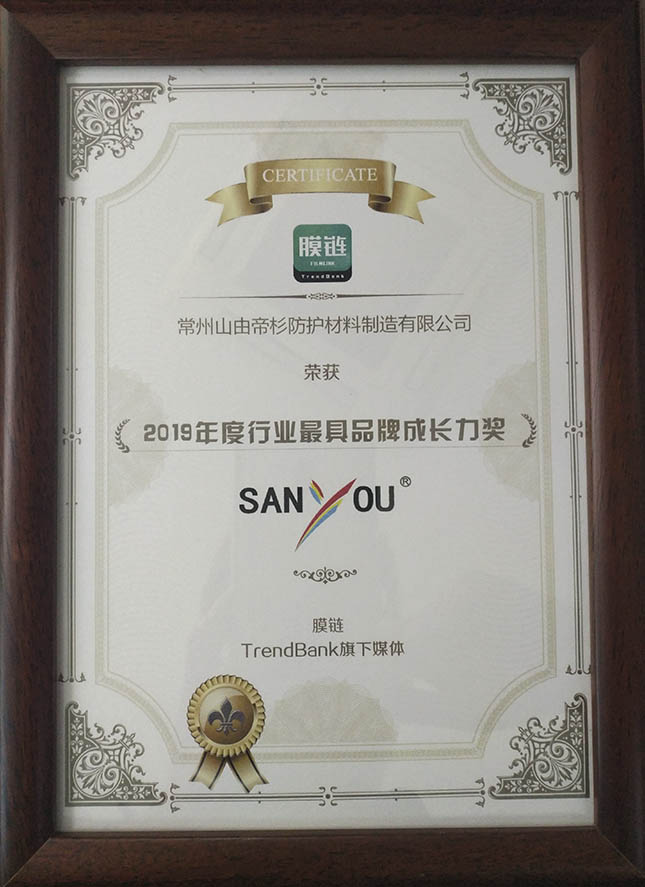 CERTIFICATE
膜链
FILMLINK
TrendBank
常州山由帝杉防护材料制造有限公司
荣获
2019年度行业最具品牌成长力奖
SANYOU®
膜链
TrendBank旗下媒体